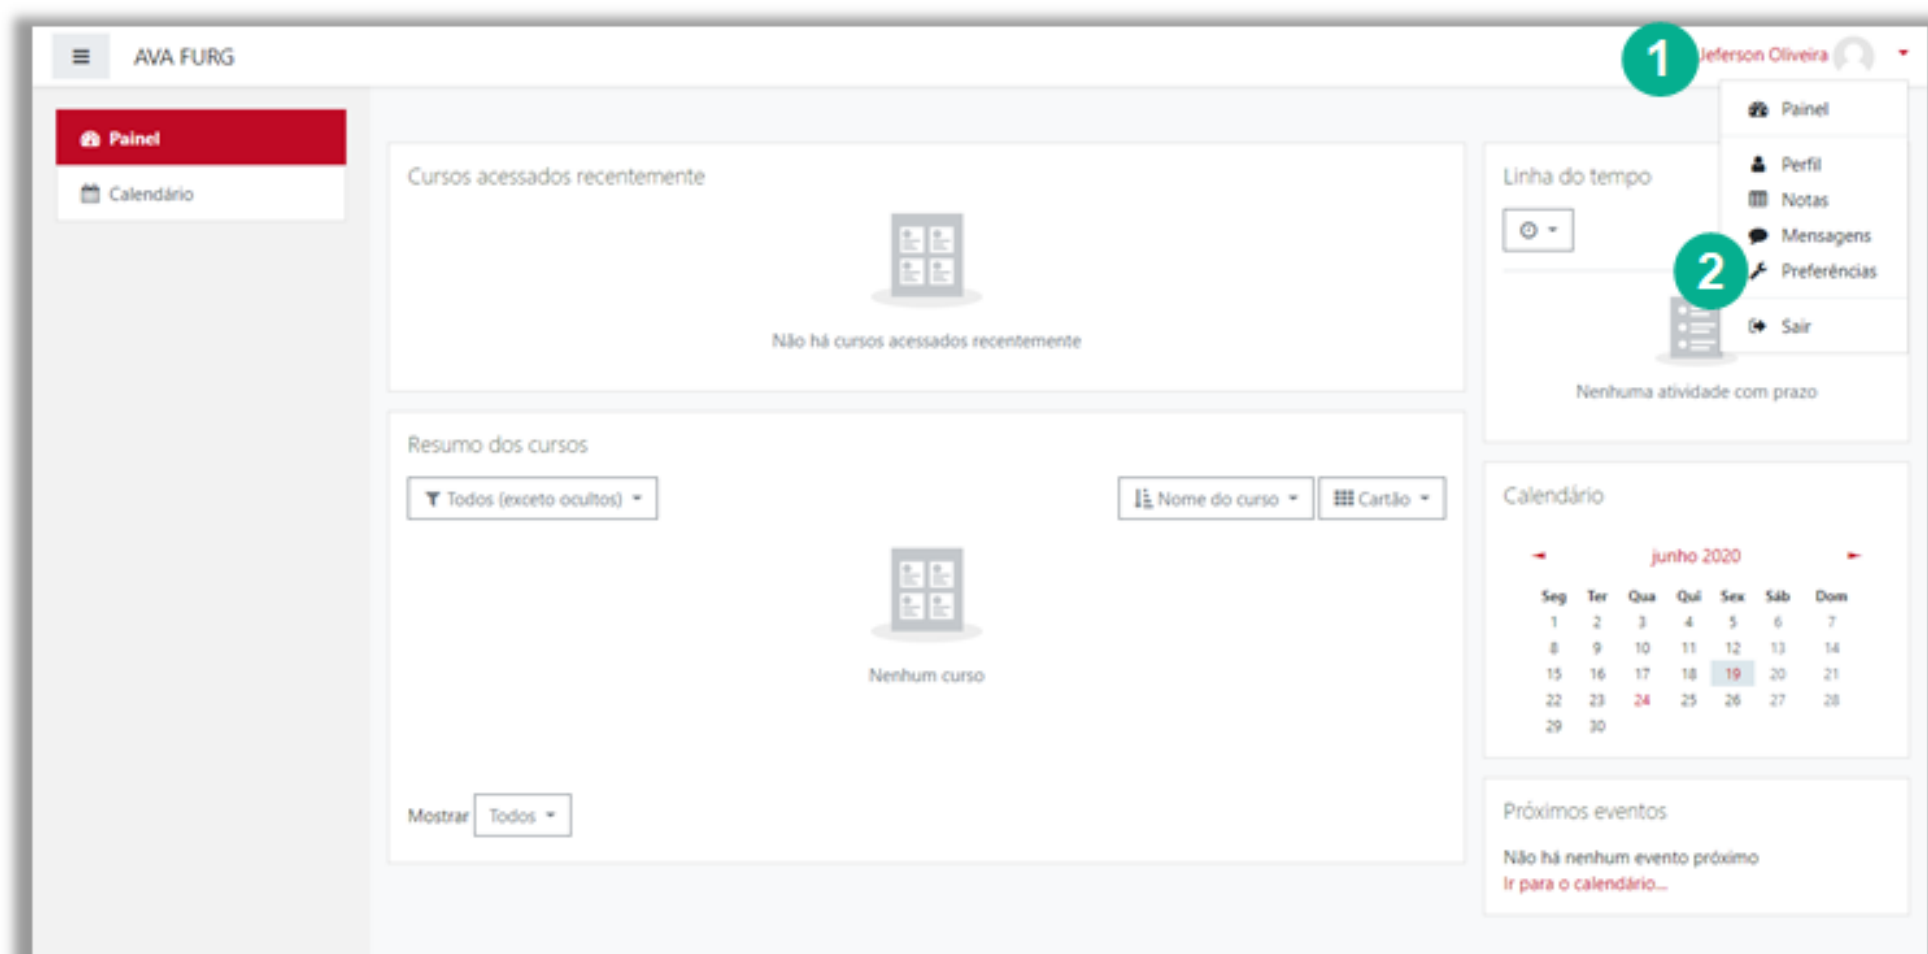 AVA FURG
1
Jeferson Oliveira
Painel
Calendário
Painel
Perfil
Notas
Mensagens
2
Preferências
Sair
Cursos acessados recentemente
Não há cursos acessados recentemente
Linha do tempo
Nenhuma atividade com prazo
Resumo dos cursos
Todos (exceto ocultos)
Nome do curso
Cartão
Nenhum curso
Mostrar Todos
Calendário
junho 2020
Seg Ter Qua Qui Sex Sáb Dom
1 2 3 4 5 6 7
8 9 10 11 12 13 14
15 16 17 18 19 20 21
22 23 24 25 26 27 28
29 30
Próximos eventos
Não há nenhum evento próximo
Ir para o calendário...